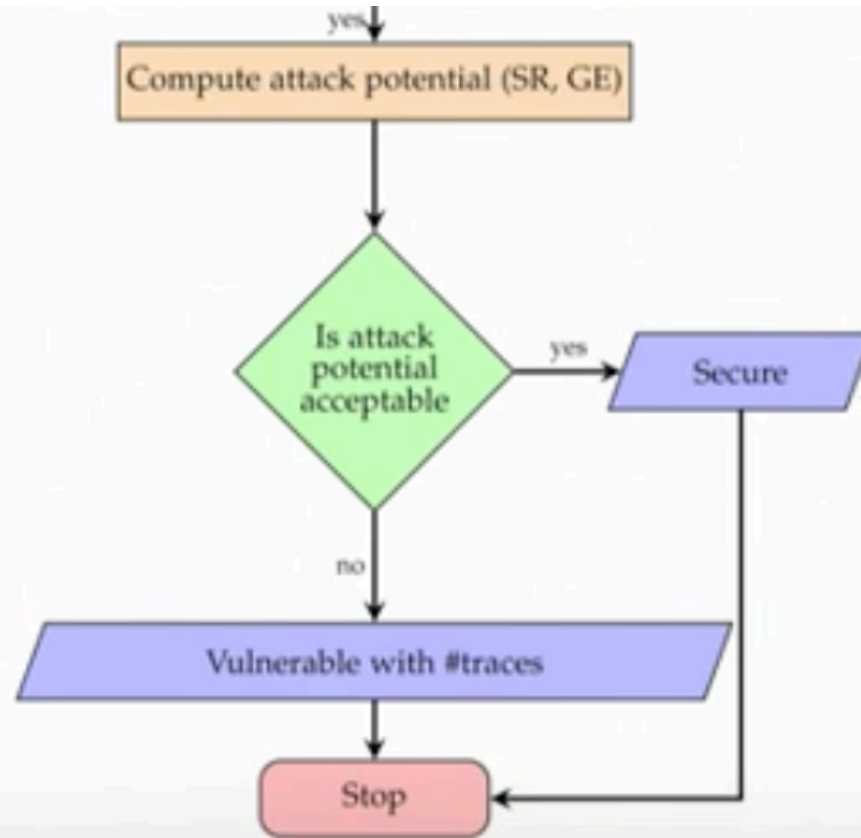 yes
Compute attack potential (SR, GE)
Is attack
potential
acceptable
yes
Secure
no
Vulnerable with #traces
Stop